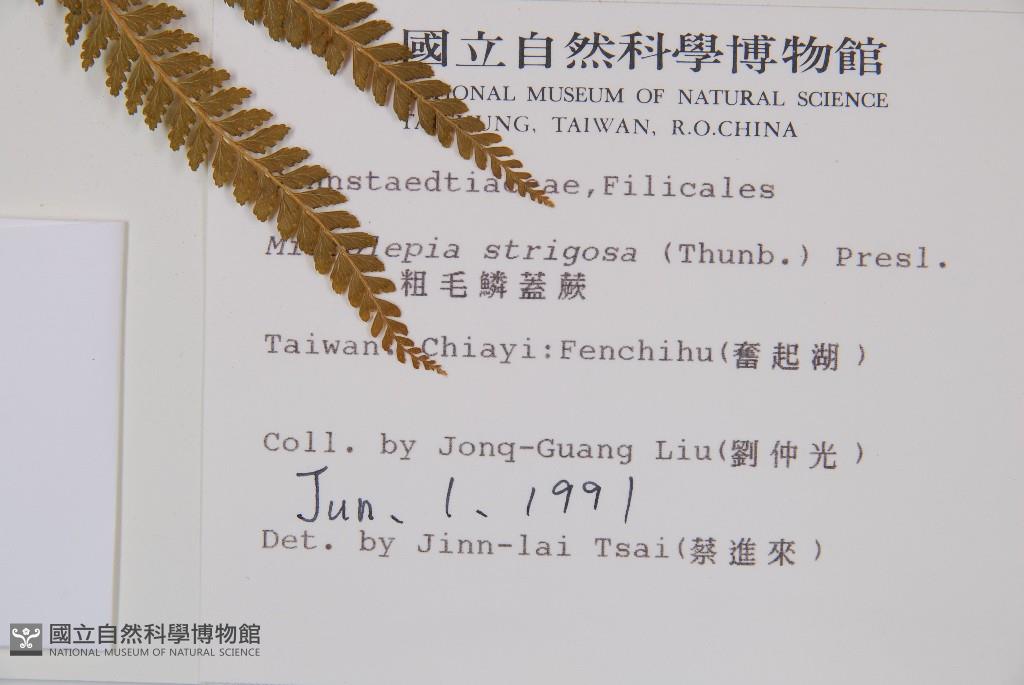 國立自然科學博物館
NATIONAL MUSEUM OF NATURAL SCIENCE
TAIWAN, R.O.CHINA
Filicales
strigosa (Thunb.) Presl.
粗毛鱗蓋蕨
Taiwan. Chiayi:Fenchihu(奮起湖)
Coll. by Jonq-Guang Liu(劉仲光)
Jun. 1. 1991
Det. by Jinn-lai Tsai(蔡進來)
國立自然科學博物館
NATIONAL MUSEUM OF NATURAL SCIENCE